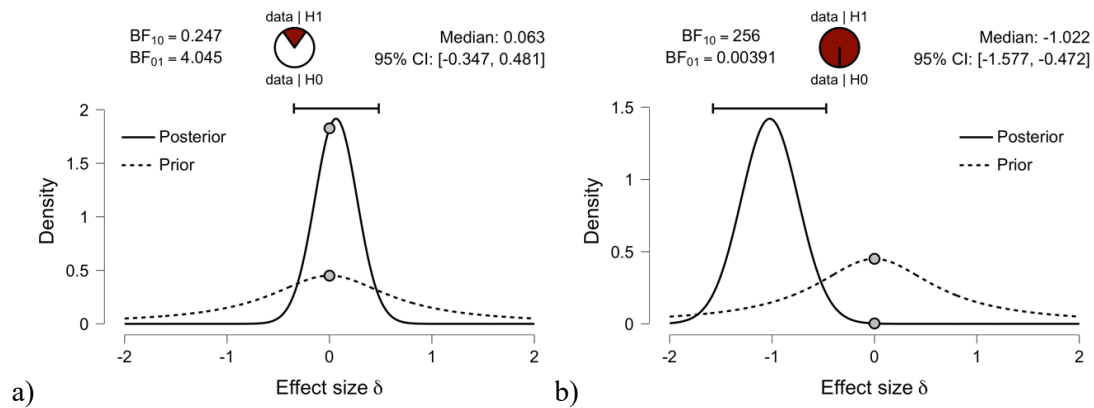 data | H1
BF₁₀ = 0.247
BF₀₁ = 4.045
Median: 0.063
95% CI: [-0.347, 0.481]
data | H0
2
1.5
1
0.5
0
Density
Posterior
Prior
-2 -1 0 1 2
Effect size δ
a)
data | H1
BF₁₀ = 256
BF₀₁ = 0.00391
Median: -1.022
95% CI: [-1.577, -0.472]
data | H0
1.5
1
0.5
0
Density
Posterior
Prior
-2 -1 0 1 2
Effect size δ
b)